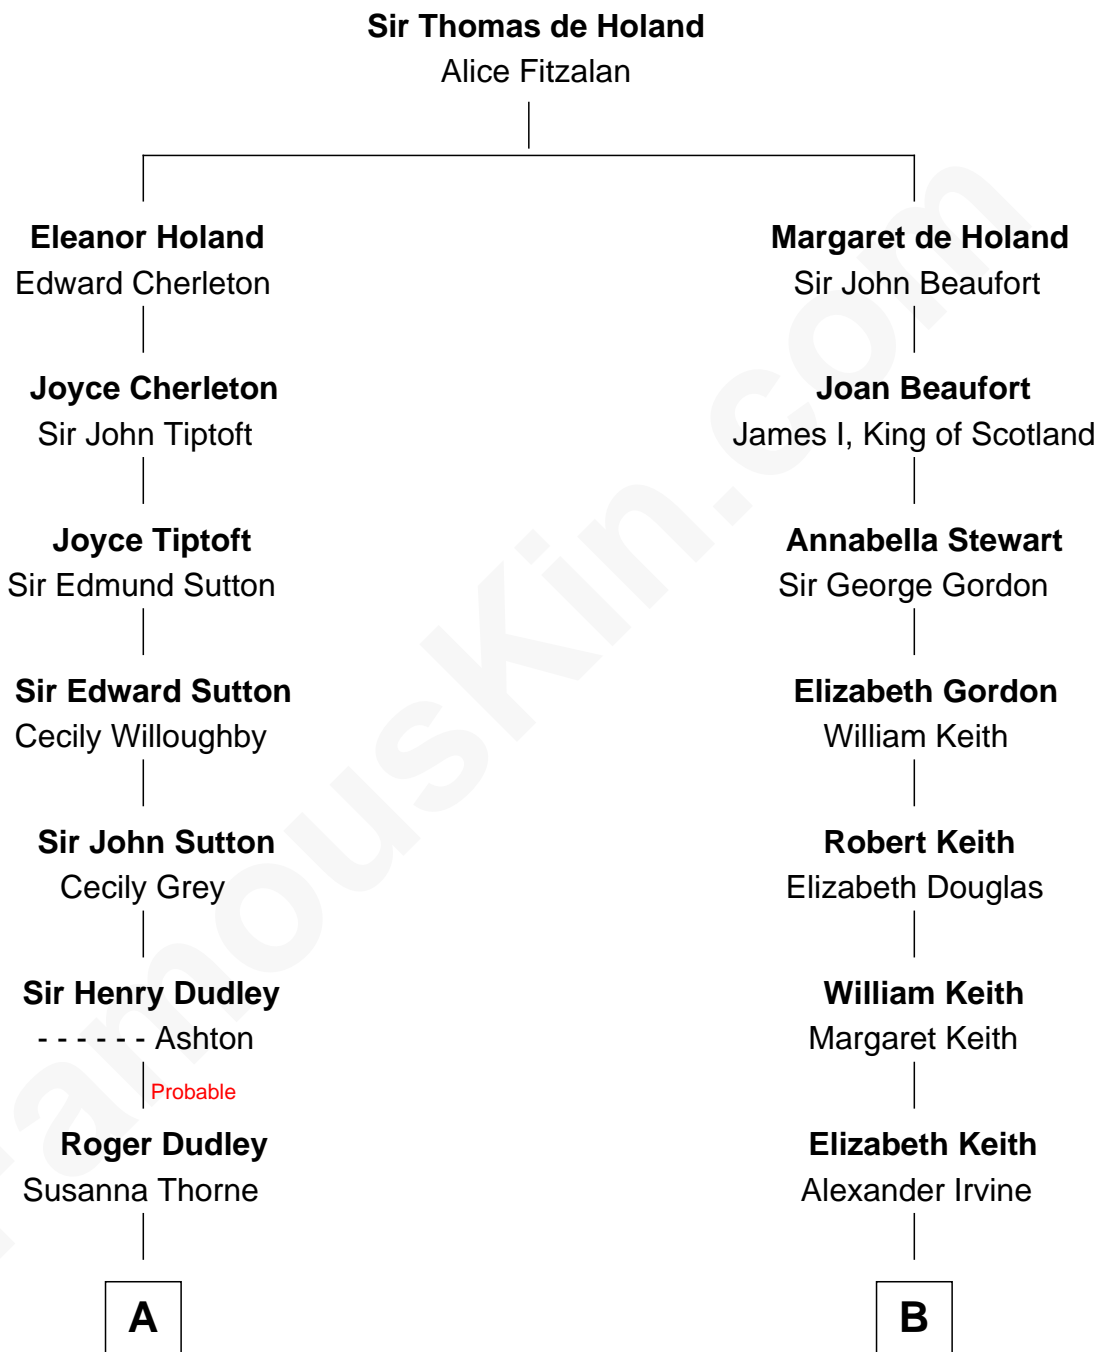 Sir Thomas de Holand
Alice Fitzalan
Eleanor Holand
Edward Cherleton
Joyce Cherleton
Sir John Tiptoft
Joyce Tiptoft
Sir Edmund Sutton
Sir Edward Sutton
Cecily Willoughby
Sir John Sutton
Cecily Grey
Sir Henry Dudley
- - - - - - Ashton
Probable
Roger Dudley
Susanna Thorne
A
Margaret de Holand
Sir John Beaufort
Joan Beaufort
James I, King of Scotland
Annabella Stewart
Sir George Gordon
Elizabeth Gordon
William Keith
Robert Keith
Elizabeth Douglas
William Keith
Margaret Keith
Elizabeth Keith
Alexander Irvine
B
FamousKin.com